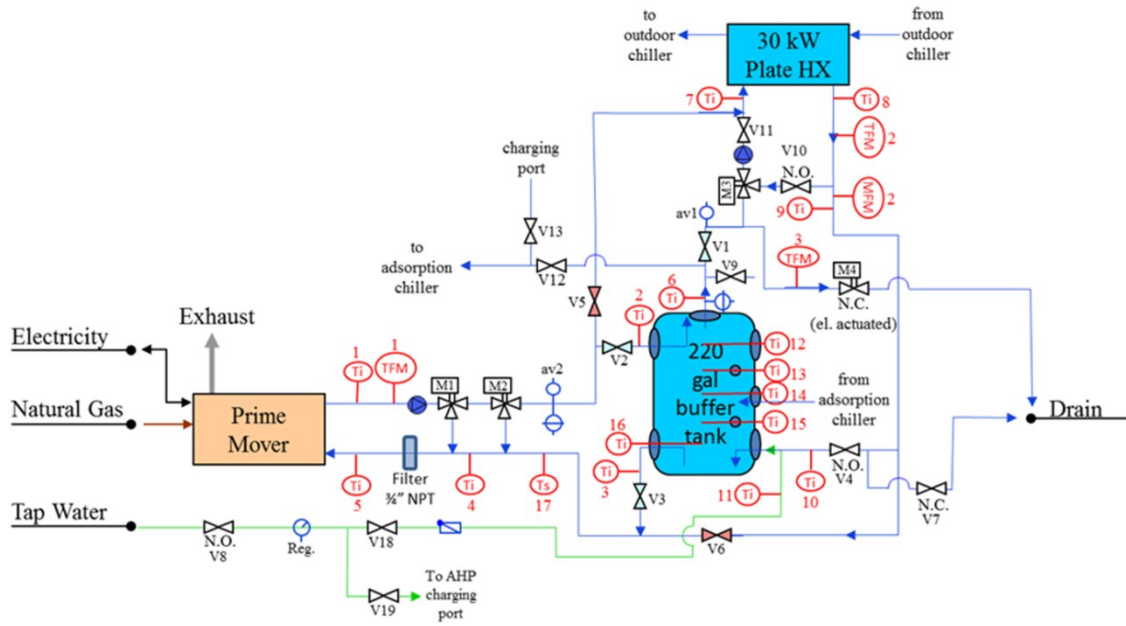 to
outdoor
chiller
30 kW
Plate HX
from
outdoor
chiller
7
Ti
Ti
8
TFM
2
V11
V10
N.O.
M3
MFM
2
9
Ti
charging
port
V13
av1
V1
3
TFM
M4
N.C.
(el. actuated)
to
adsorption
chiller
V12
V9
6
Ti
V5
2
Ti
V2
220
gal
buffer
tank
Ti
12
Ti
13
Ti
14
Ti
15
from
adsorption
chiller
Exhaust
Electricity
Natural Gas
Prime
Mover
1
Ti
1
TFM
M1
M2
av2
16
Ti
Ti
3
V3
Drain
N.O.
V4
N.C.
V7
Ti
10
11
Ti
Ti
5
Filter
¾” NPT
Ti
4
Ts
17
V6
Tap Water
N.O.
V8
Reg.
V18
V19
To AHP
charging
port